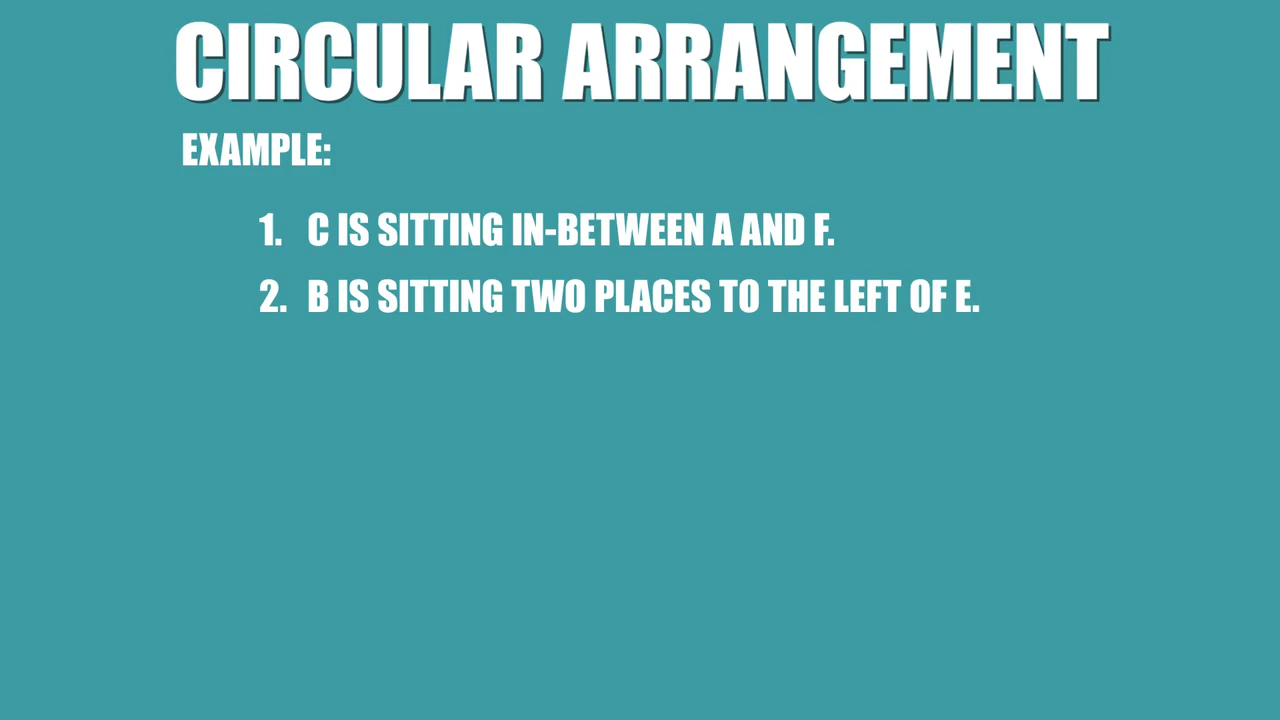 CIRCULAR ARRANGEMENT
EXAMPLE:
1. C IS SITTING IN-BETWEEN A AND F.
2. B IS SITTING TWO PLACES TO THE LEFT OF E.